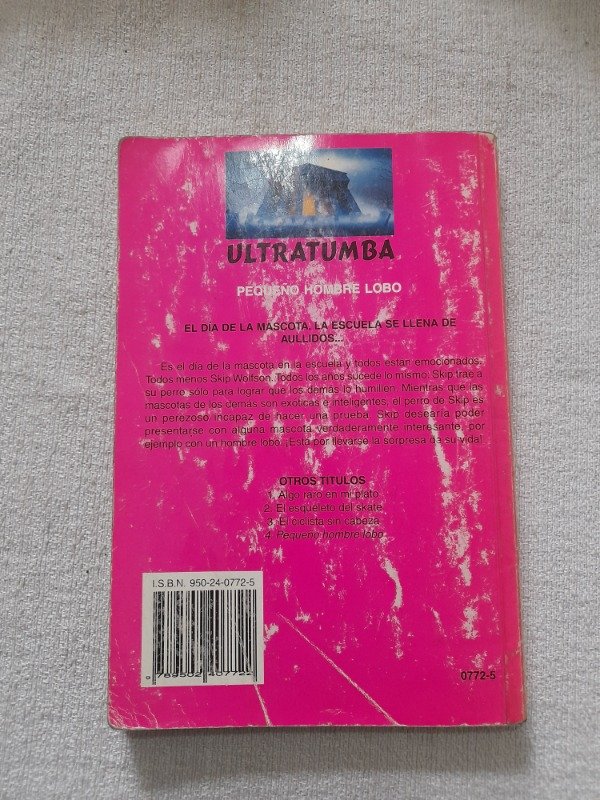 ULTRATUMBA
PEQUEÑO HOMBRE LOBO
EL DIA DE LA MASCOTA, LA ESCUELA SE LLENA DE
AULLIDOS...
Es el día de la mascota en la escuela y todos están emocionados.
Todos menos Skip Wolfson. Todos los años sucede lo mismo: Skip trae a
su perro sólo para lograr que los demás lo humillen. Mientras que las
mascotas de los demás son exóticas e inteligentes, el perro de Skip es
un perezoso incapaz de hacer una prueba. Skip desearía poder
presentarse con alguna mascota verdaderamente interesante, por
ejemplo con un hombre lobo. ¡Está por llevarse la sorpresa de su vida!
OTROS TITULOS
1. Algo raro en mi plato
2. El esqueleto del skate
3. El ciclista sin cabeza
4. Pequeño hombre lobo
I.S.B.N. 950-24-0772-5
9 789502 407722
0772-5